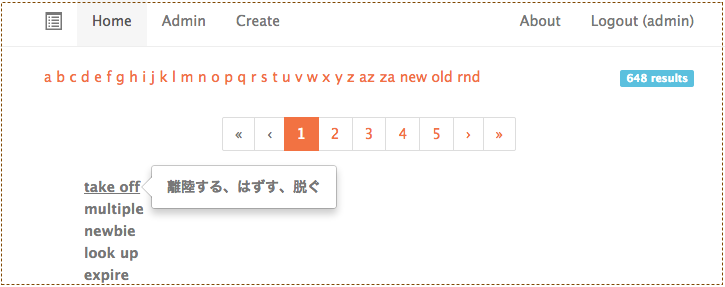 Home Admin Create About Logout (admin)
a b c d e f g h i j k l m n o p q r s t u v w x y z az za new old rnd 648 results
« ‹ 1 2 3 4 5 › »
take off 離陸する、はずす、脱ぐ
multiple
newbie
look up
expire